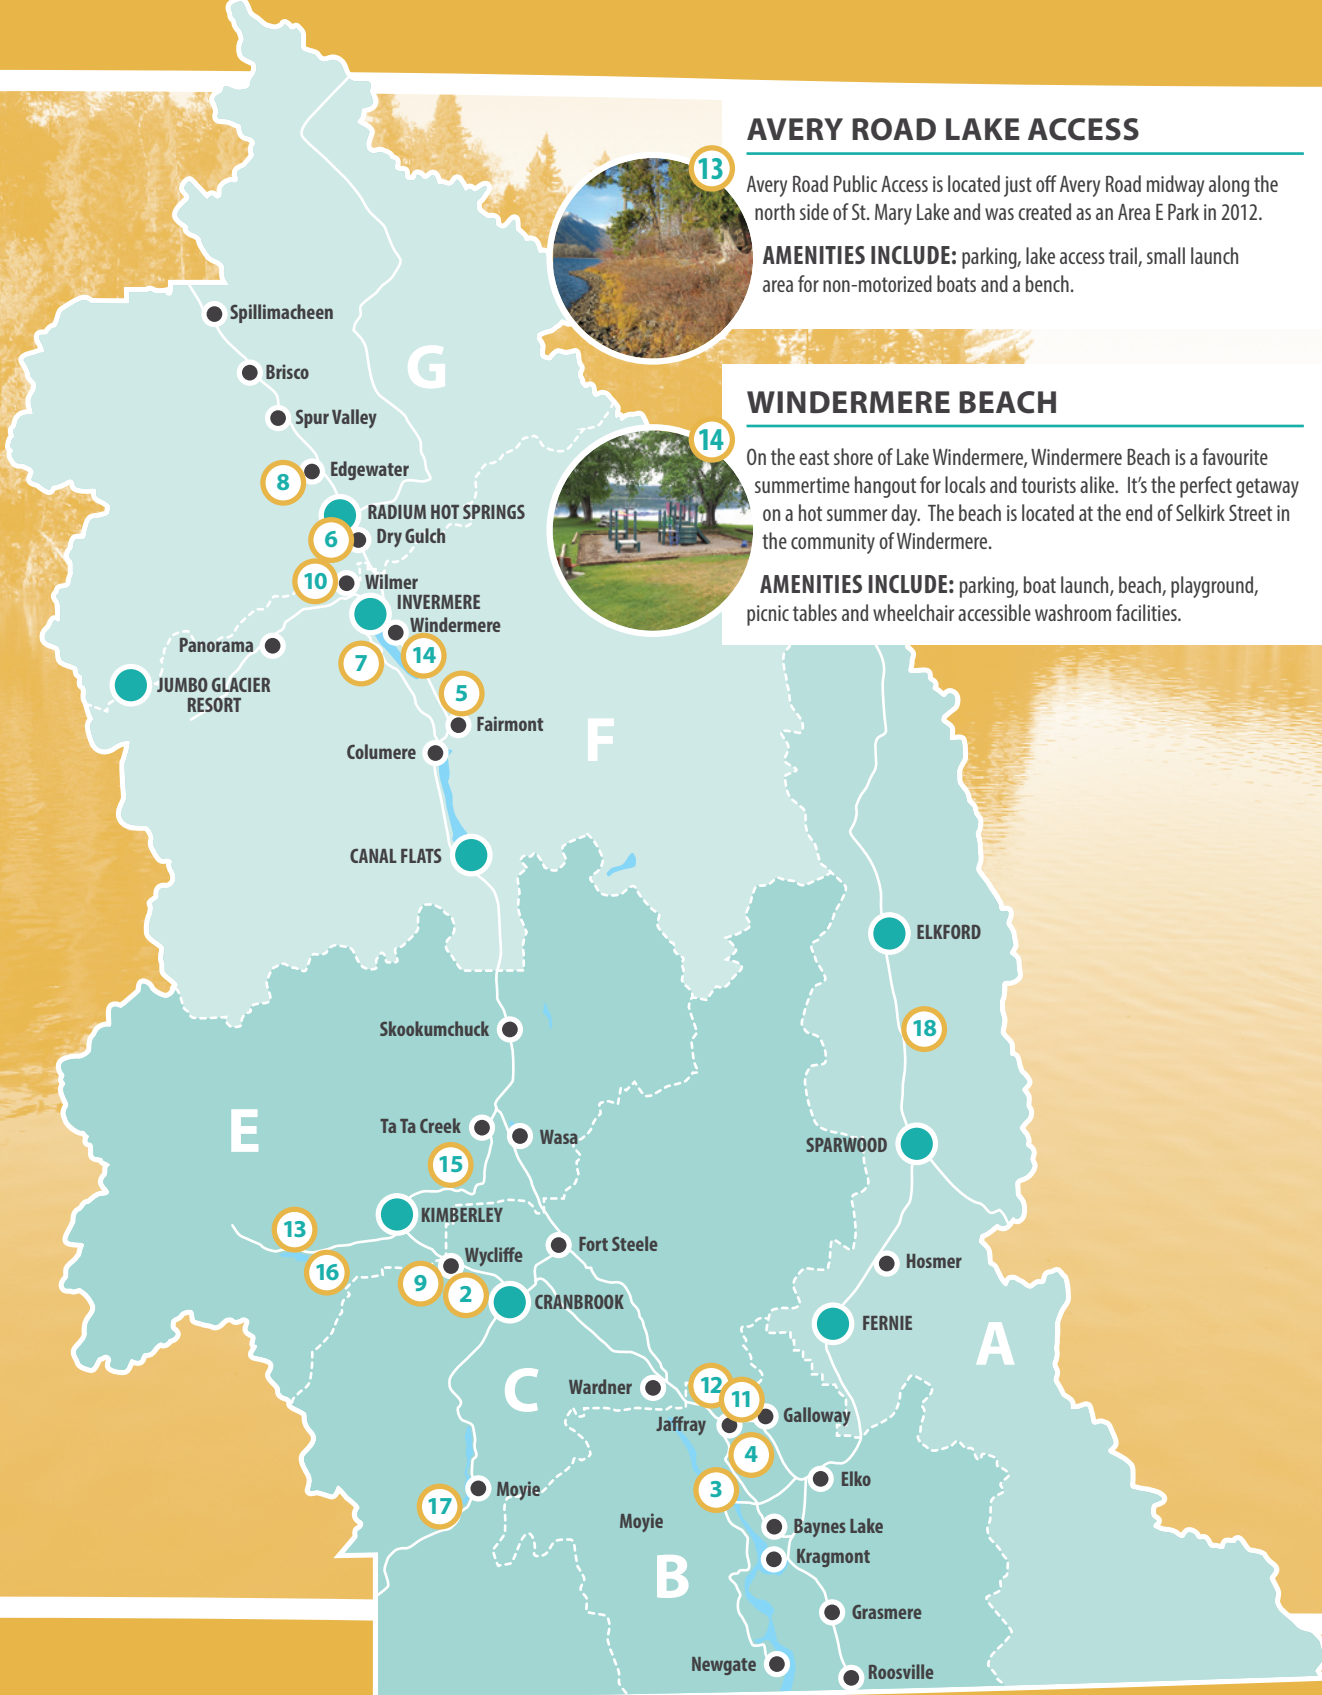 AVERY ROAD LAKE ACCESS
13
Avery Road Public Access is located just off Avery Road midway along the
north side of St. Mary Lake and was created as an Area E Park in 2012.
AMENITIES INCLUDE: parking, lake access trail, small launch
area for non-motorized boats and a bench.
WINDERMERE BEACH
14
On the east shore of Lake Windermere, Windermere Beach is a favourite
summertime hangout for locals and tourists alike.  It's the perfect getaway
on a hot summer day.  The beach is located at the end of Selkirk Street in
the community of Windermere.
AMENITIES INCLUDE: parking, boat launch, beach, playground,
picnic tables and wheelchair accessible washroom facilities.
Spillimacheen
G
Brisco
Spur Valley
Edgewater
8
RADIUM HOT SPRINGS
6
Dry Gulch
10
Wilmer
INVERMERE
Windermere
Panorama
7
14
JUMBO GLACIER
RESORT
5
Fairmont
F
Columere
CANAL FLATS
ELKFORD
Skookumchuck
18
E
Ta Ta Creek
Wasa
SPARWOOD
15
KIMBERLEY
13
Wycliffe
Fort Steele
Hosmer
16
9
2
CRANBROOK
FERNIE
A
C
Wardner
12
11
Jaffray
Galloway
4
Elko
3
Moyie
17
Moyie
Baynes Lake
Kragmont
B
Grasmere
Newgate
Roosville